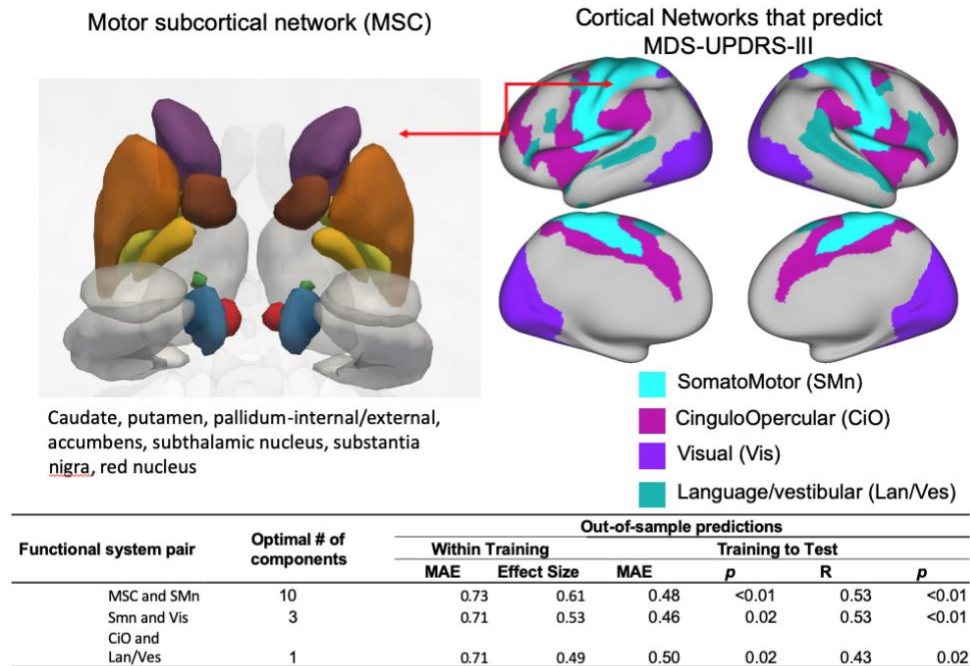 Motor subcortical network (MSC)
Cortical Networks that predict
MDS-UPDRS-III
Caudate, putamen, pallidum-internal/external,
accumbens, subthalamic nucleus, substantia
nigra, red nucleus
SomatoMotor (SMn)
CinguloOpercular (CiO)
Visual (Vis)
Language/vestibular (Lan/Ves)
Out-of-sample predictions
Functional system pair Optimal # of components Within Training Training to Test
MAE Effect Size MAE p R p
MSC and SMn 10 0.73 0.61 0.48 <0.01 0.53 <0.01
Smn and Vis 3 0.71 0.53 0.46 0.02 0.53 <0.01
CiO and
Lan/Ves 1 0.71 0.49 0.50 0.02 0.43 0.02